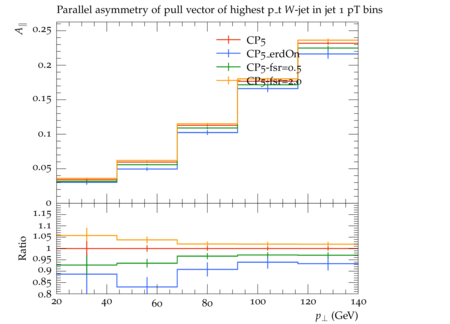 Parallel asymmetry of pull vector of highest p_t W-jet in jet 1 pT bins
A∥
CP5
CP5_erdOn
CP5-fsr=0.5
CP5-fsr=2.0
0.25
0.2
0.15
0.1
0.05
0
1.15
1.1
1.05
1
0.95
0.9
0.85
0.8
Ratio
20 40 60 80 100 120 140
p⊥ (GeV)